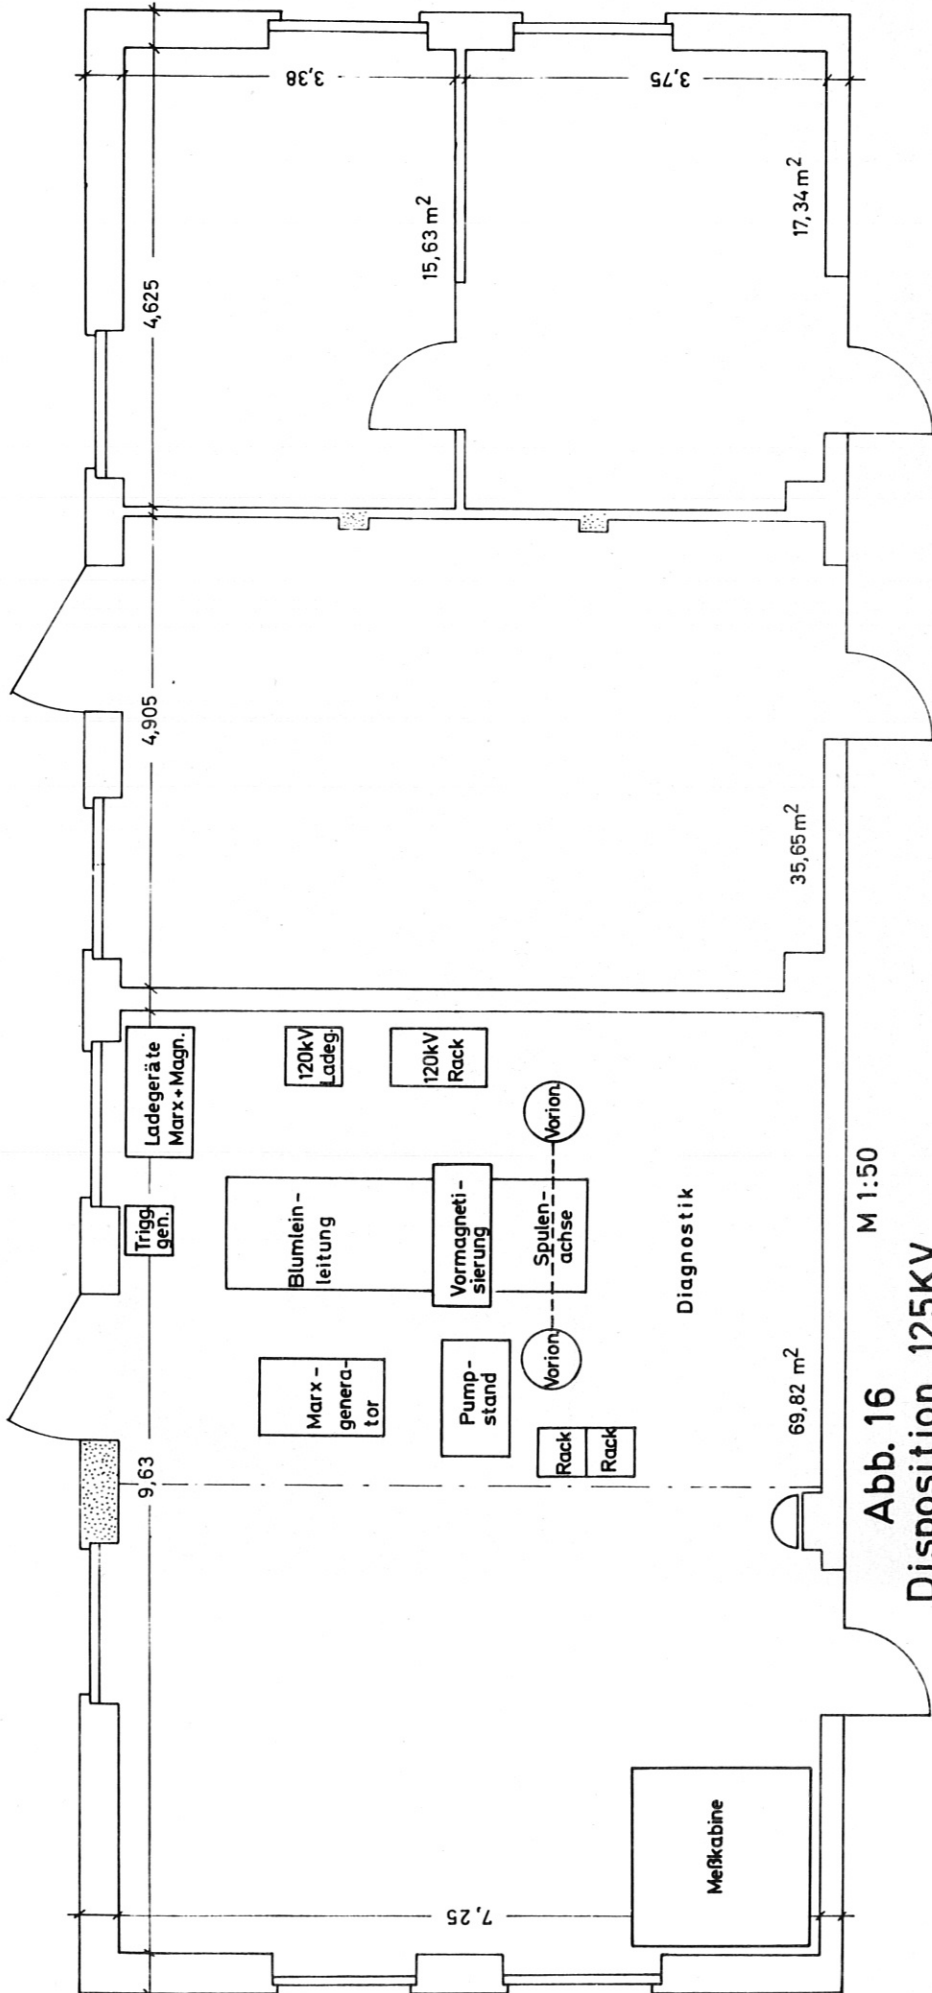 9,63
4,905
4,625
3,38
3,75
7,25
15,63 m²
17,34 m²
35,65 m²
69,82 m²
Trigg.
gen.
Ladegeräte
Marx + Magn.
120kV
Ladeg.
120kV
Rack
Blumlein-
leitung
Vormagneti-
sierung
Spulen-
achse
Vorion.
Vorion.
Marx-
genera-
tor
Pump-
stand
Rack
Rack
Diagnostik
Meßkabine
M 1:50
Abb. 16
Disposition 125KV